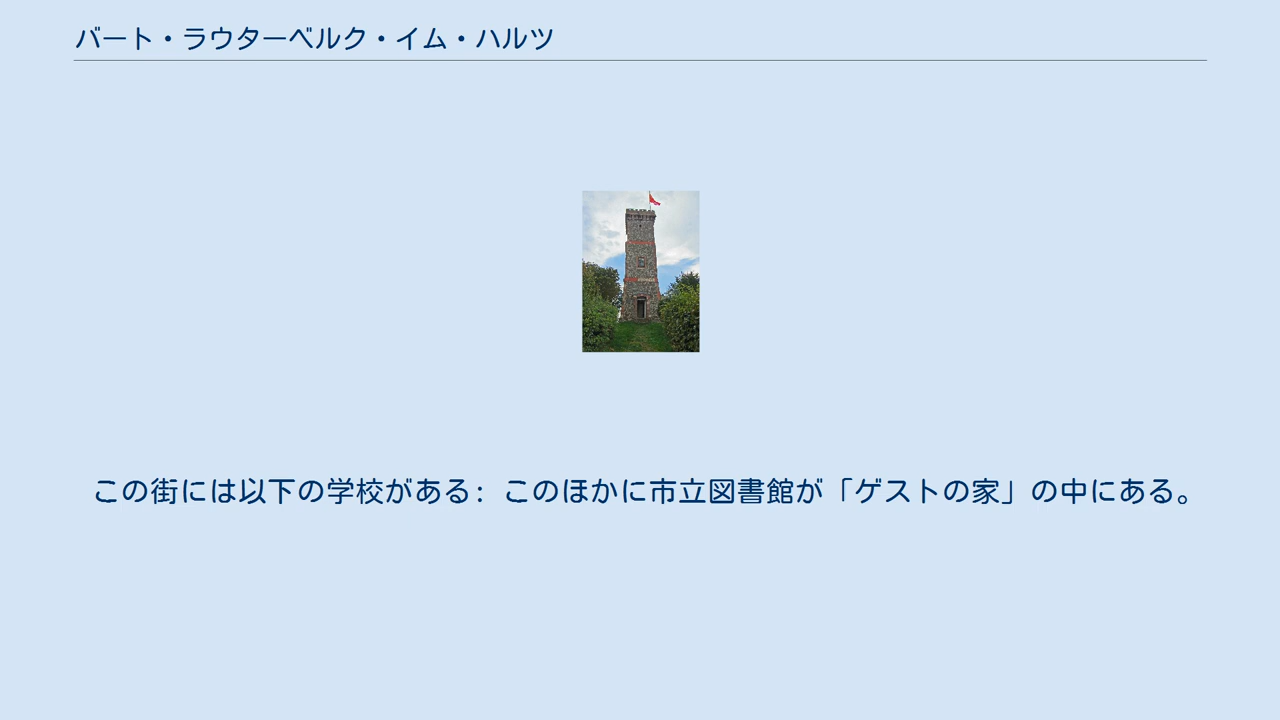 バート・ラウターベルク・イム・ハルツ
この街には以下の学校がある：このほかに市立図書館が「ゲストの家」の中にある。